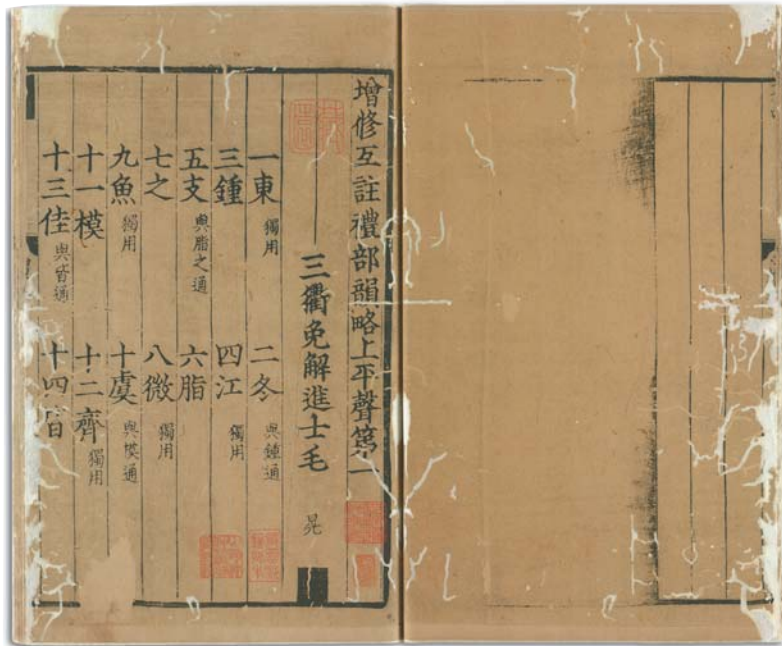 增修互註禮部韻略上平聲第一
三衢免解進士毛 晃
一東 獨用 二冬 與鍾通
三鍾 四江 獨用
五支 與脂之通 六脂
七之 八微 獨用
九魚 獨用 十虞 與模通
十一模 十二齊 獨用
十三佳 與皆通 十四皆